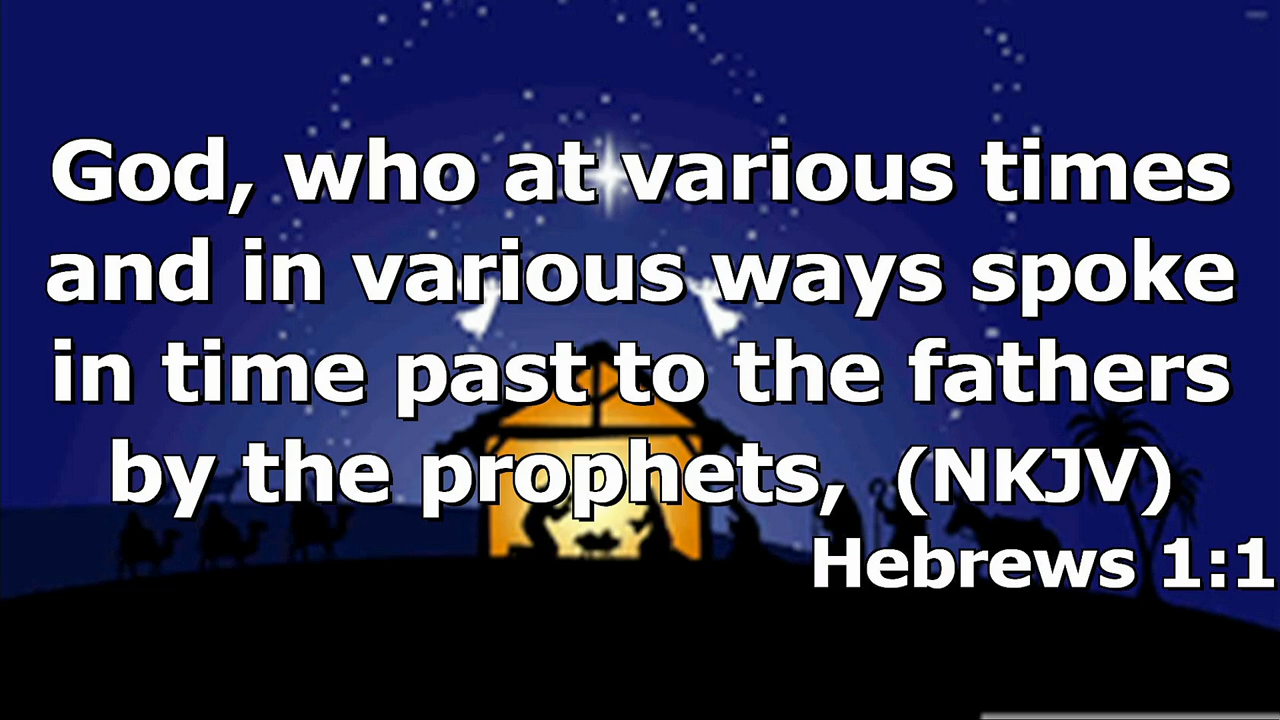 God, who at various times
and in various ways spoke
in time past to the fathers
by the prophets, (NKJV)
Hebrews 1:1